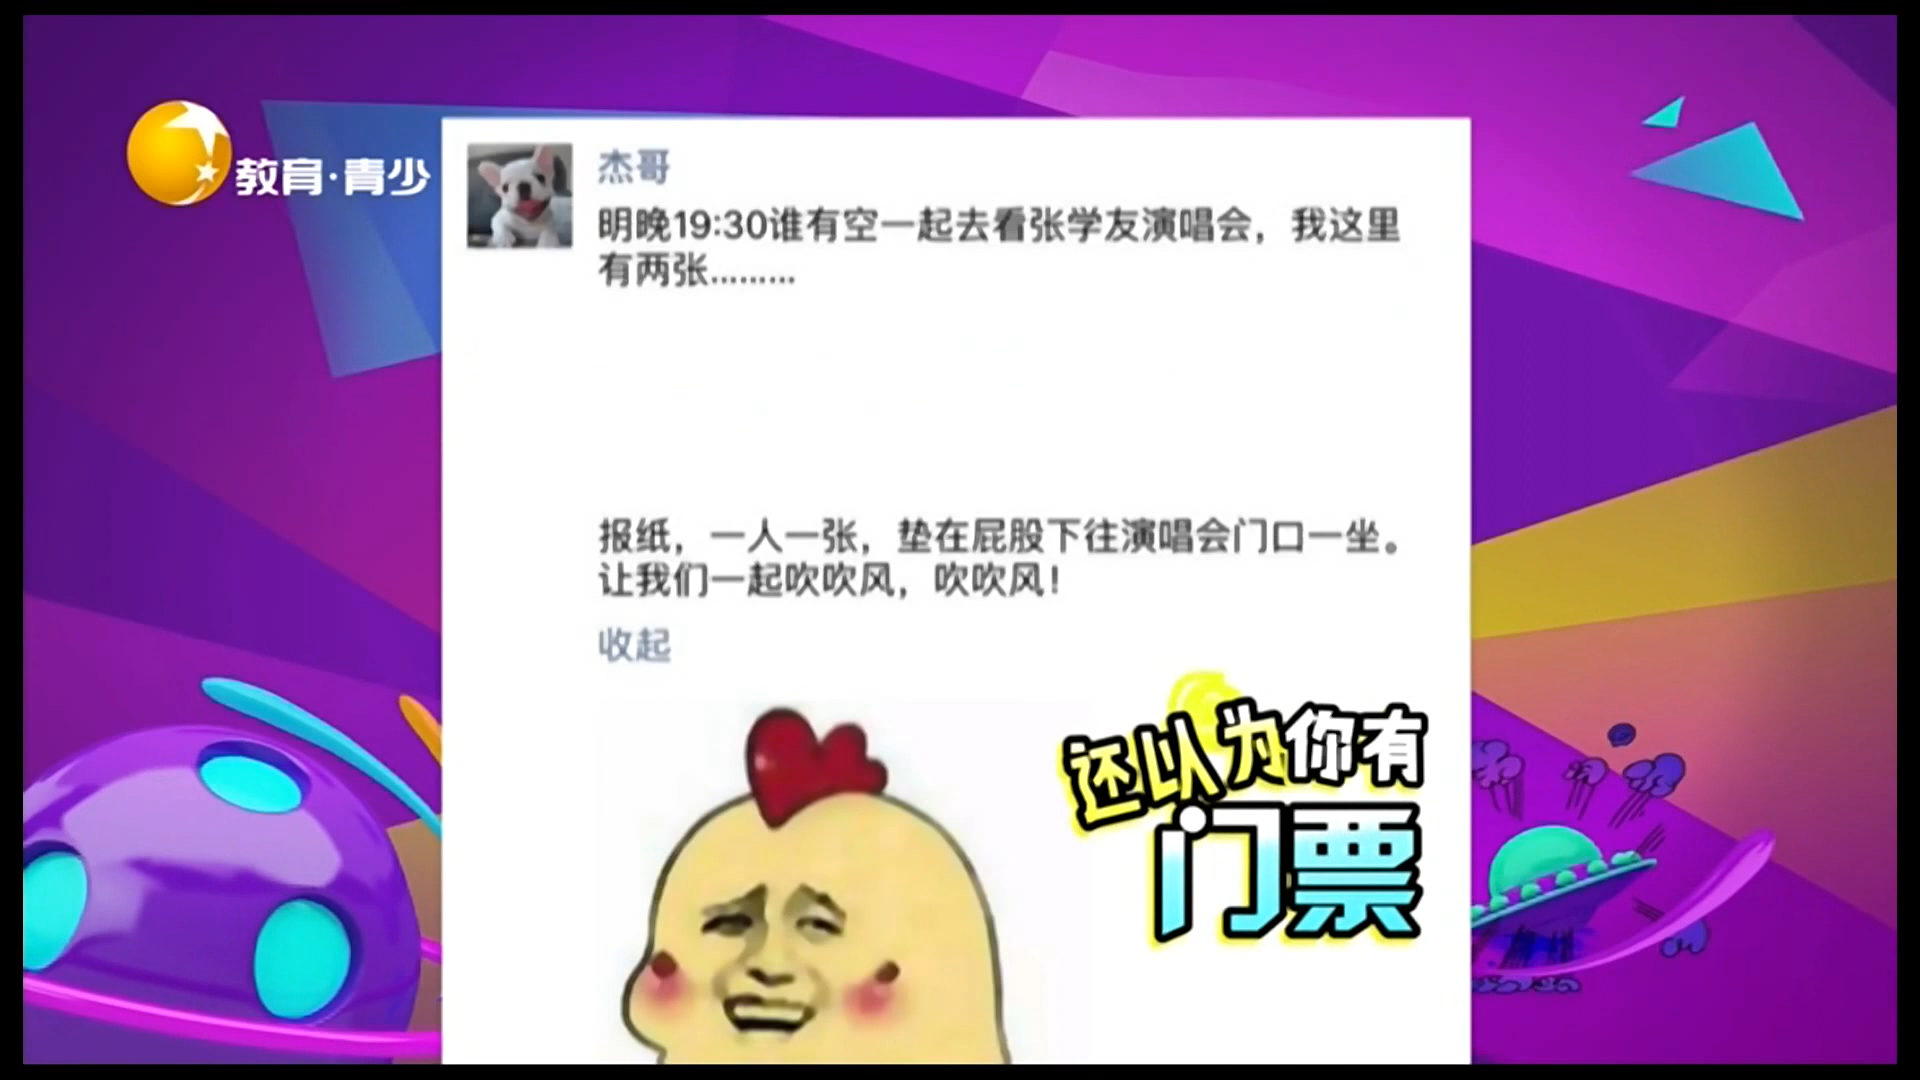 教育·青少
杰哥
明晚19:30谁有空一起去看张学友演唱会，我这里
有两张.........
报纸，一人一张，垫在屁股下往演唱会门口一坐。
让我们一起吹吹风，吹吹风！
收起
还以为你有
门票